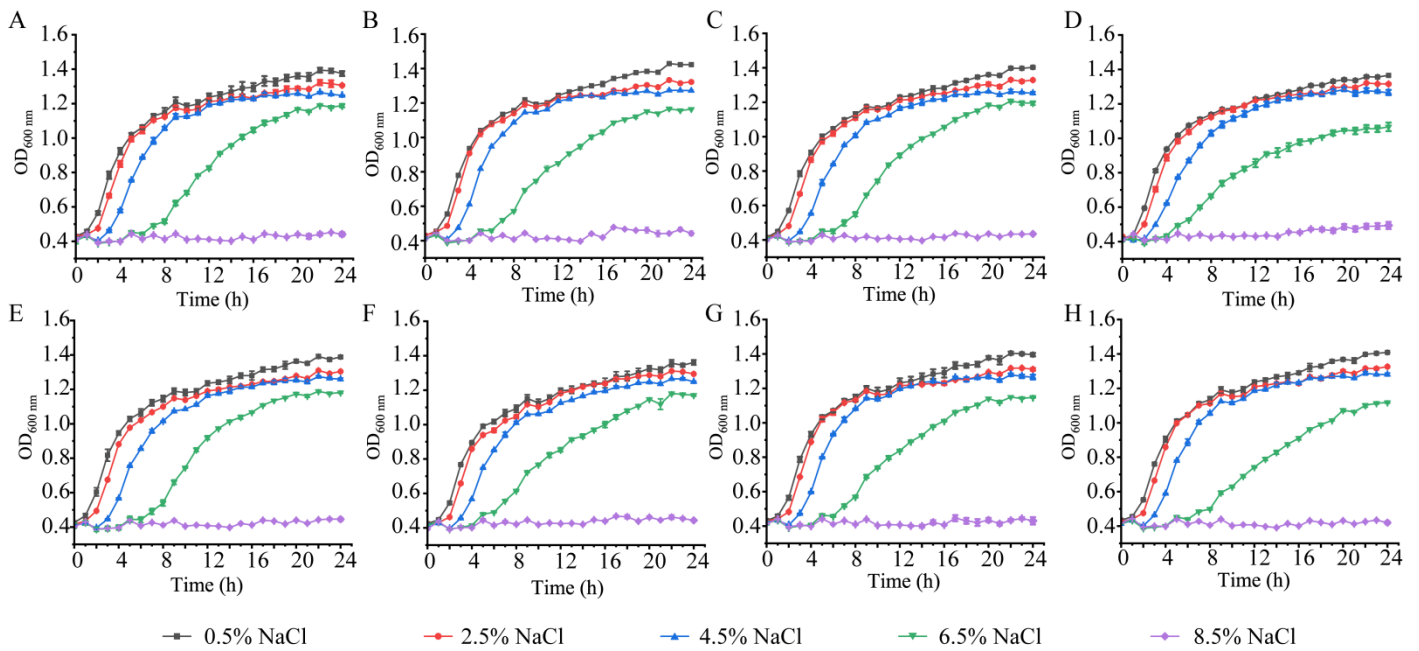 A B C D
1.6 1.6 1.6 1.6
1.4 1.4 1.4 1.4
1.2 1.2 1.2 1.2
1.0 1.0 1.0 1.0
0.8 0.8 0.8 0.8
0.6 0.6 0.6 0.6
0.4 0.4 0.4 0.4
OD600 nm OD600 nm OD600 nm OD600 nm
0 4 8 12 16 20 24 0 4 8 12 16 20 24 0 4 8 12 16 20 24 0 4 8 12 16 20 24
Time (h) Time (h) Time (h) Time (h)
E F G H
1.6 1.6 1.6 1.6
1.4 1.4 1.4 1.4
1.2 1.2 1.2 1.2
1.0 1.0 1.0 1.0
0.8 0.8 0.8 0.8
0.6 0.6 0.6 0.6
0.4 0.4 0.4 0.4
OD600 nm OD600 nm OD600 nm OD600 nm
0 4 8 12 16 20 24 0 4 8 12 16 20 24 0 4 8 12 16 20 24 0 4 8 12 16 20 24
Time (h) Time (h) Time (h) Time (h)
0.5% NaCl 2.5% NaCl 4.5% NaCl 6.5% NaCl 8.5% NaCl